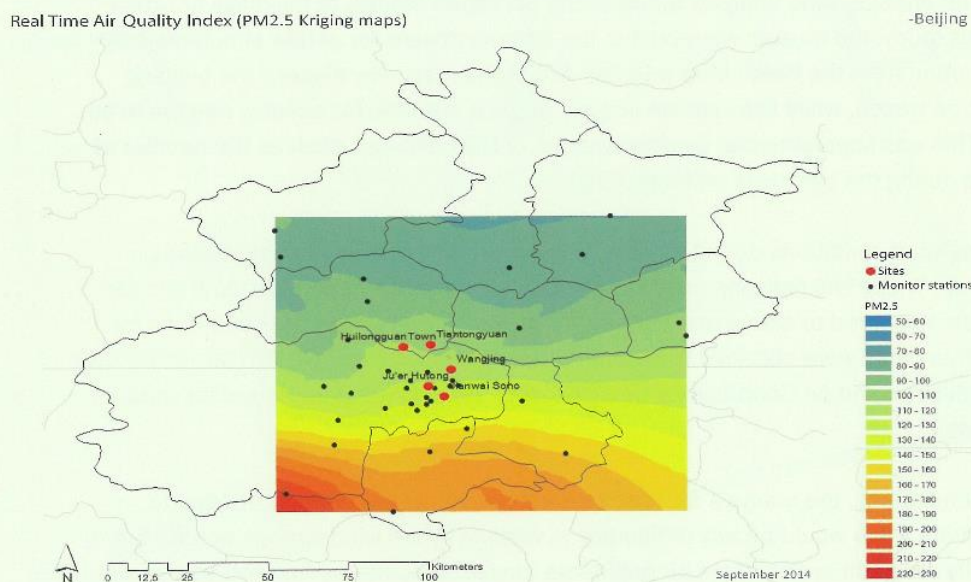 Real Time Air Quality Index (PM2.5 Kriging maps)
-Beijing
Huilongguan Town
Tiantongyuan
Wangjing
Ju'er Hutong
Jianwai Soho
Legend
Sites
Monitor stations
PM2.5
50-60
60-70
70-80
80-90
90-100
100-110
110-120
120-130
130-140
140-150
150-160
160-170
170-180
180-190
190-200
200-210
210-220
220-230
N
0 12.5 25 50 75 100
Kilometers
September 2014